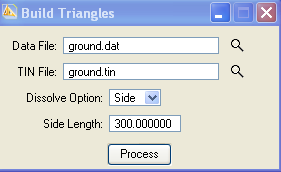 Build Triangles
Data File: ground.dat
TIN File: ground.tin
Dissolve Option: Side
Side Length: 300.000000
Process